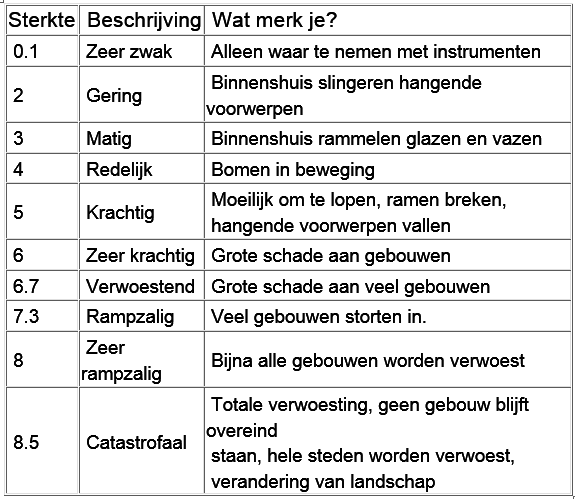 Sterkte Beschrijving Wat merk je?
0.1 Zeer zwak Alleen waar te nemen met instrumenten
2 Gering Binnenshuis slingeren hangende
voorwerpen
3 Matig Binnenshuis rammelen glazen en vazen
4 Redelijk Bomen in beweging
5 Krachtig Moeilijk om te lopen, ramen breken,
hangende voorwerpen vallen
6 Zeer krachtig Grote schade aan gebouwen
6.7 Verwoestend Grote schade aan veel gebouwen
7.3 Rampzalig Veel gebouwen storten in.
8 Zeer
rampzalig Bijna alle gebouwen worden verwoest
8.5 Catastrofaal Totale verwoesting, geen gebouw blijft
overeind
staan, hele steden worden verwoest,
verandering van landschap